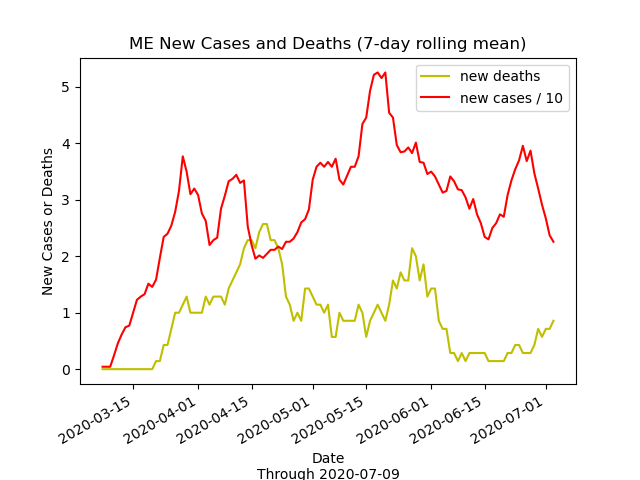 ME New Cases and Deaths (7-day rolling mean)
new deaths
new cases / 10
New Cases or Deaths
5
4
3
2
1
0
2020-03-15
2020-04-01
2020-04-15
2020-05-01
2020-05-15
2020-06-01
2020-06-15
2020-07-01
Date
Through 2020-07-09